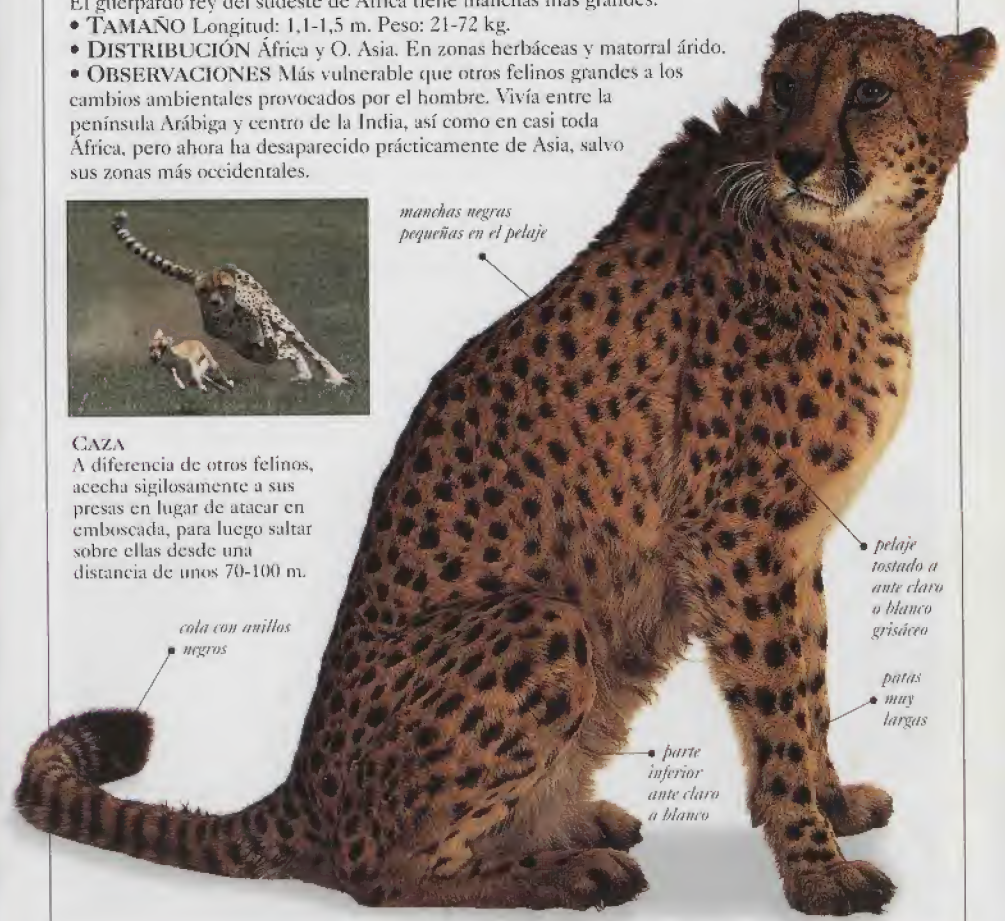 El guepardo rey del sudeste de África tiene manchas más grandes.
• TAMAÑO Longitud: 1,1-1,5 m. Peso: 21-72 kg.
• DISTRIBUCIÓN África y O. Asia. En zonas herbáceas y matorral árido.
• OBSERVACIONES Más vulnerable que otros felinos grandes a los
cambios ambientales provocados por el hombre. Vivía entre la
península Arábiga y centro de la India, así como en casi toda
África, pero ahora ha desaparecido prácticamente de Asia, salvo
sus zonas más occidentales.
manchas negras
pequeñas en el pelaje
CAZA
A diferencia de otros felinos,
acecha sigilosamente a sus
presas en lugar de atacar en
emboscada, para luego saltar
sobre ellas desde una
distancia de unos 70-100 m.
pelaje
tostado a
ante claro
o blanco
grisáceo
cola con anillos
negros
patas
muy
largas
parte
inferior
ante claro
a blanco